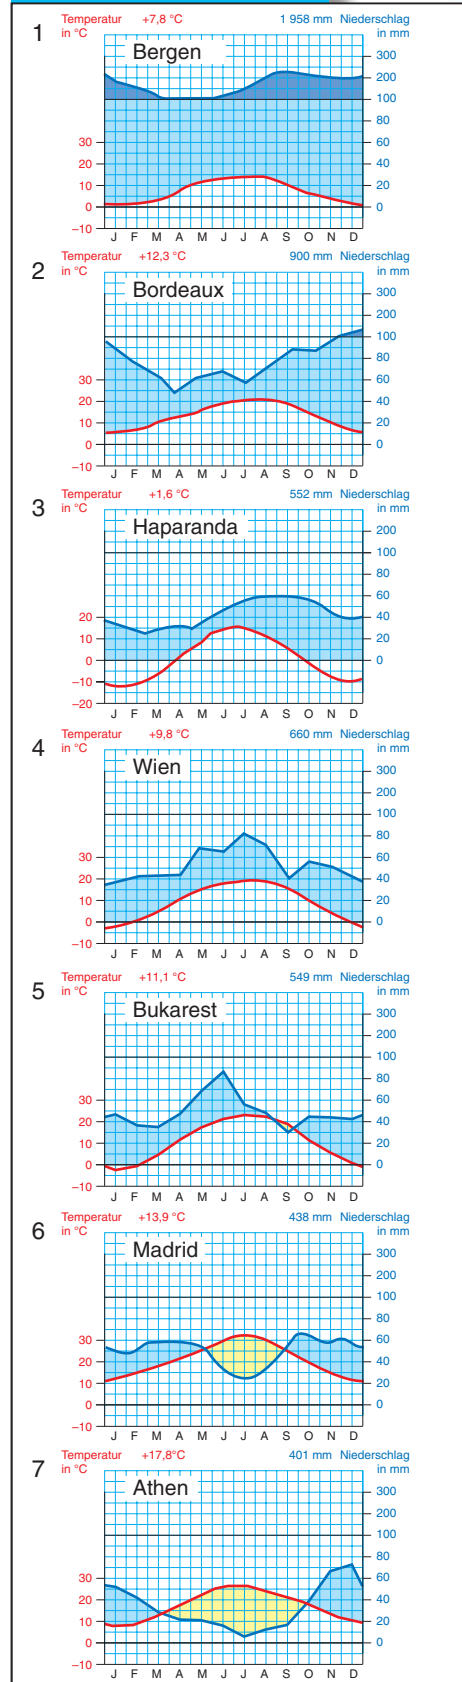 1 Temperatur +7,8 °C 1 958 mm Niederschlag
in °C in mm
Bergen
300
200
100
80
30 60
20 40
10 20
0 0
−10
J F M A M J J A S O N D
2 Temperatur +12,3 °C 900 mm Niederschlag
in °C in mm
Bordeaux
300
200
100
80
30 60
20 40
10 20
0 0
−10
J F M A M J J A S O N D
3 Temperatur +1,6 °C 552 mm Niederschlag
in °C in mm
Haparanda
200
100
80
60
20 40
10 20
0 0
−10
−20
J F M A M J J A S O N D
4 Temperatur +9,8 °C 660 mm Niederschlag
in °C in mm
Wien
300
200
100
80
30 60
20 40
10 20
0 0
−10
J F M A M J J A S O N D
5 Temperatur +11,1 °C 549 mm Niederschlag
in °C in mm
Bukarest
300
200
100
80
30 60
20 40
10 20
0 0
−10
J F M A M J J A S O N D
6 Temperatur +13,9 °C 438 mm Niederschlag
in °C in mm
Madrid
300
200
100
80
30 60
20 40
10 20
0 0
−10
J F M A M J J A S O N D
7 Temperatur +17,8°C 401 mm Niederschlag
in °C in mm
Athen
300
200
100
80
30 60
20 40
10 20
0 0
−10
J F M A M J J A S O N D